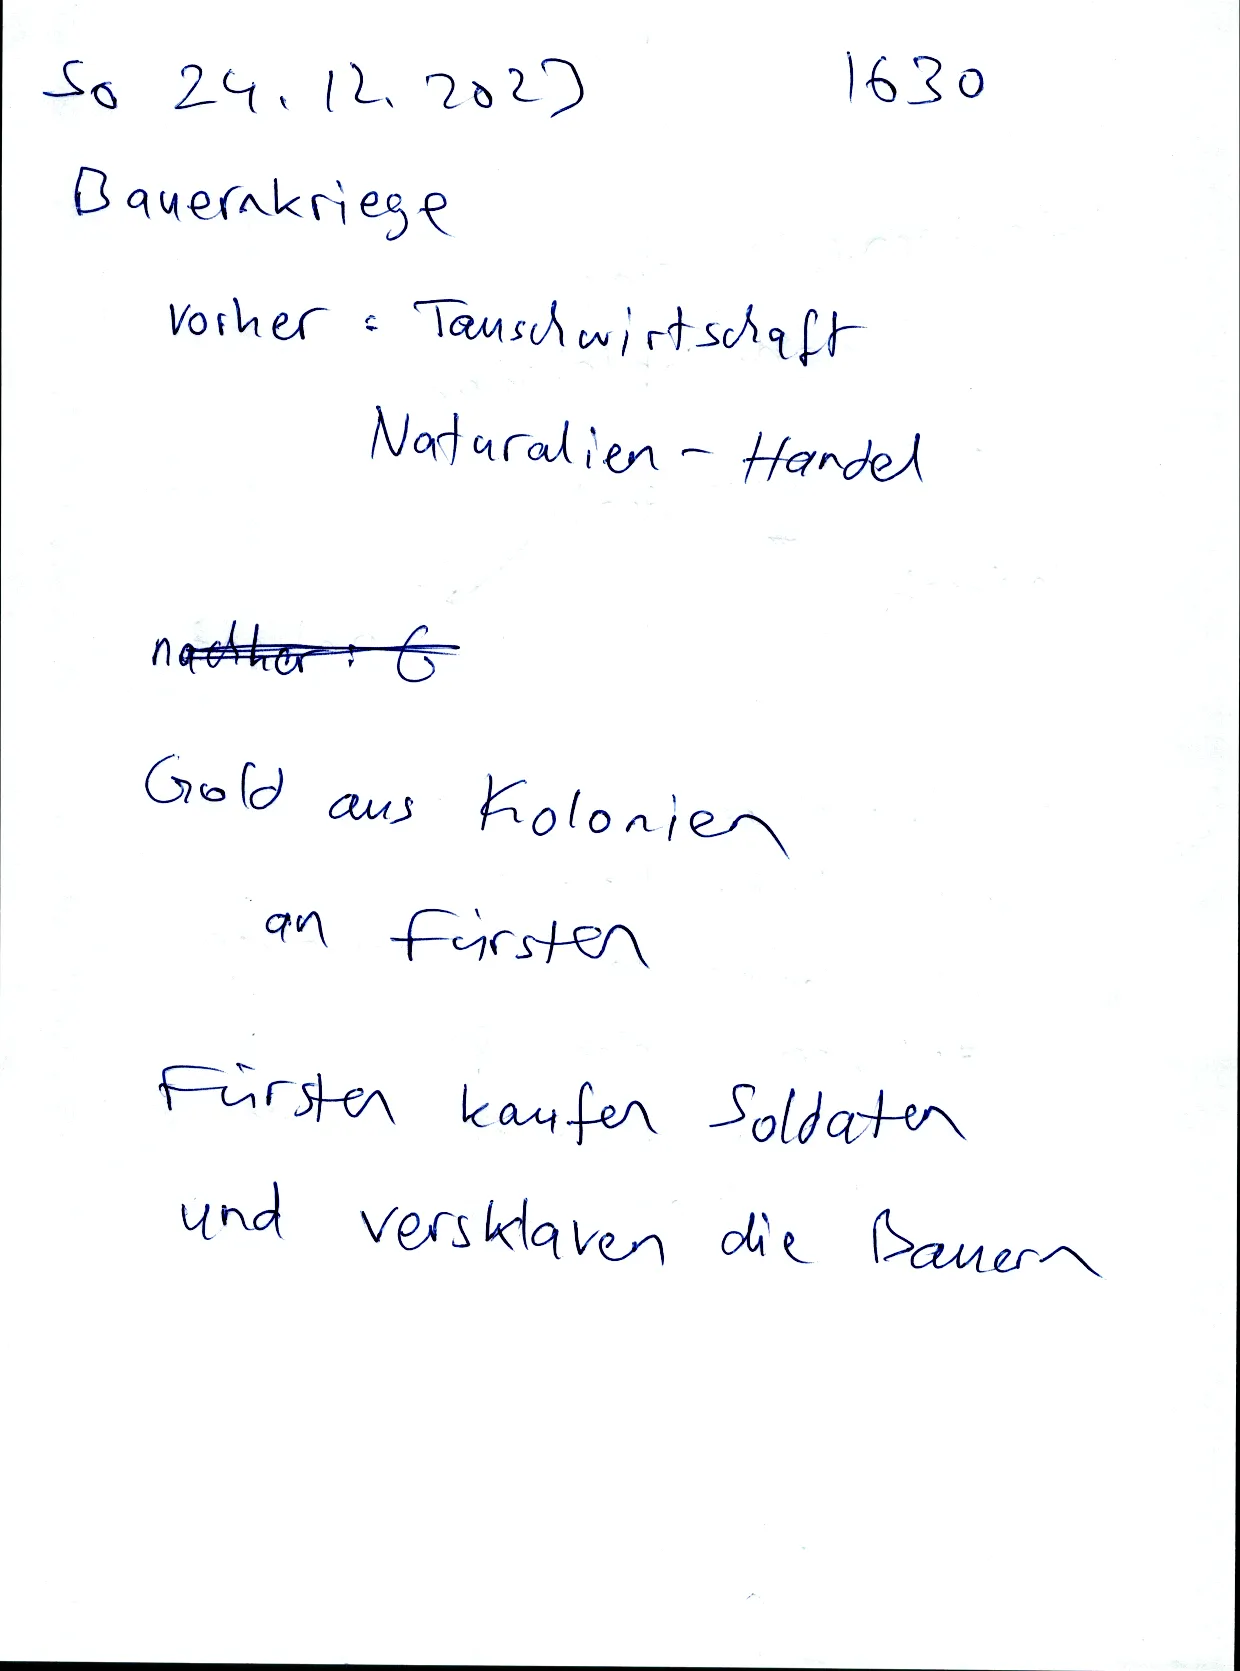 So 24.12.2023 1630
Bauernkriege
vorher : Tauschwirtschaft
Naturalien - Handel
nachher : G
Gold aus Kolonien
an Fürsten
Fürsten kaufen Soldaten
und versklaven die Bauern